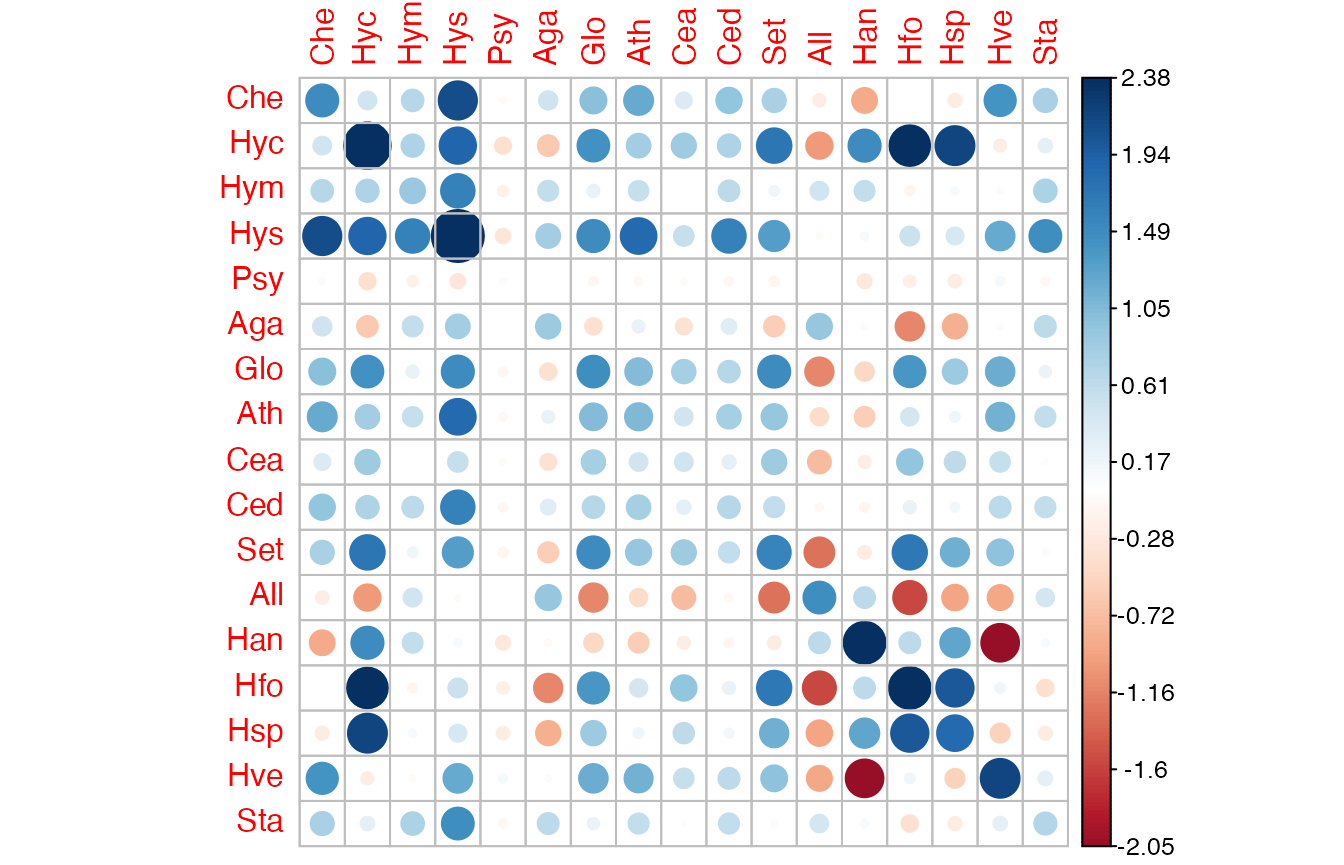 Che Hyc Hym Hys Psy Aga Glo Ath Cea Ced Set All Han Hfo Hsp Hve Sta
Che
Hyc
Hym
Hys
Psy
Aga
Glo
Ath
Cea
Ced
Set
All
Han
Hfo
Hsp
Hve
Sta
2.38
1.94
1.49
1.05
0.61
0.17
-0.28
-0.72
-1.16
-1.6
-2.05